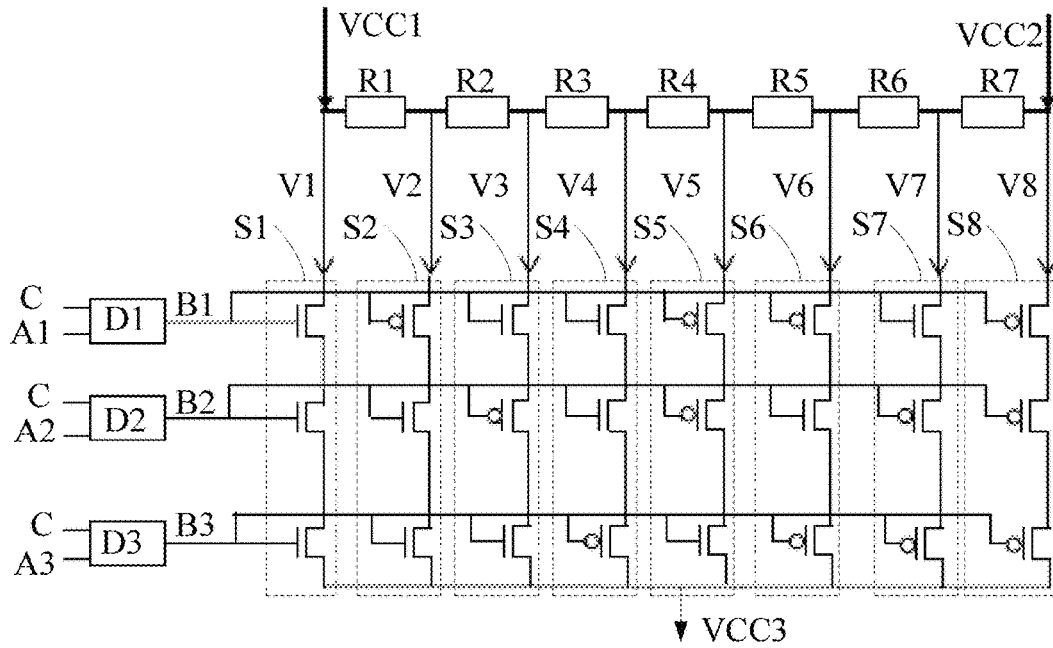 VCC1
VCC2
R1 R2 R3 R4 R5 R6 R7
V1 V2 V3 V4 V5 V6 V7 V8
S1 S2 S3 S4 S5 S6 S7 S8
C
A1
D1
B1
C
A2
D2
B2
C
A3
D3
B3
VCC3